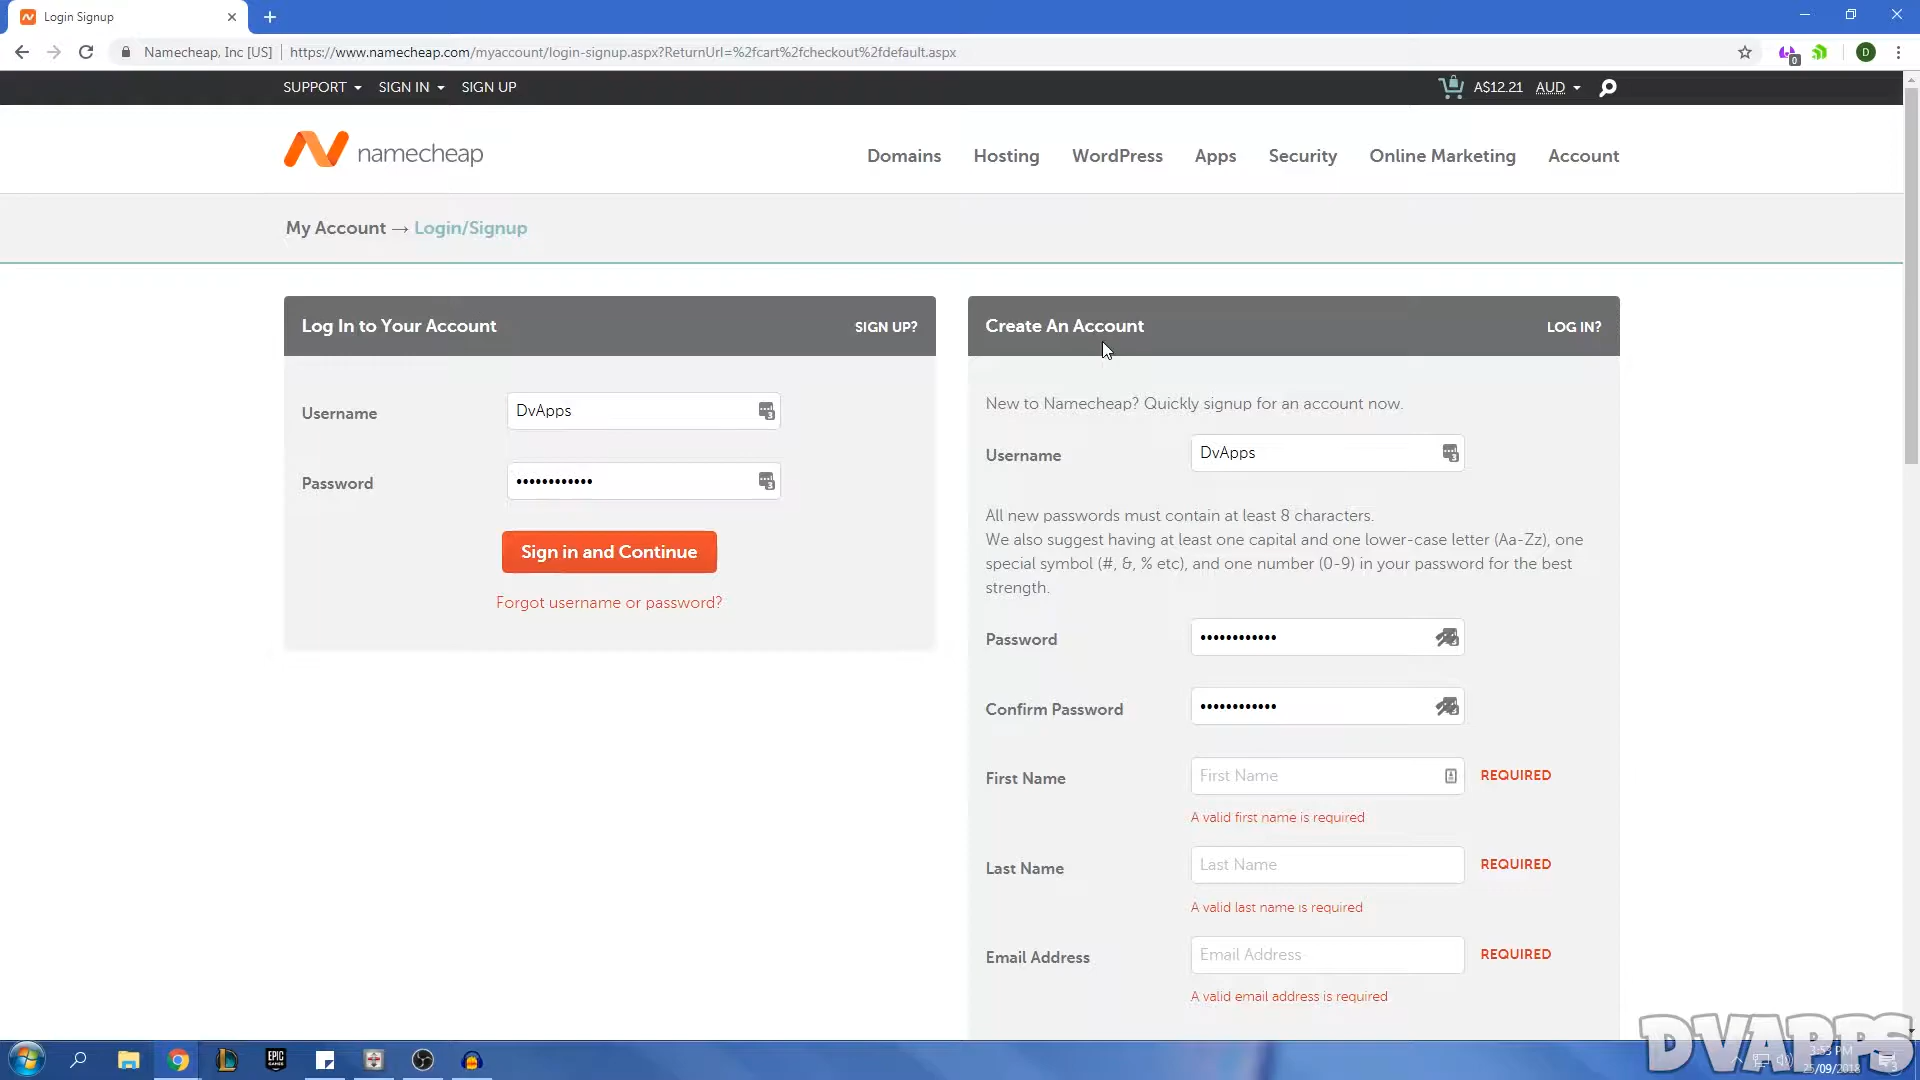 Login Signup
Namecheap, Inc [US]
https://www.namecheap.com/myaccount/login-signup.aspx?ReturnUrl=%2fcart%2fcheckout%2fdefault.aspx
0
D
SUPPORT
SIGN IN
SIGN UP
A$12.21
AUD
namecheap
Domains
Hosting
WordPress
Apps
Security
Online Marketing
Account
My Account → Login/Signup
Log In to Your Account
SIGN UP?
Username
DvApps
Password
••••••••••••
Sign in and Continue
Forgot username or password?
Create An Account
LOG IN?
New to Namecheap? Quickly signup for an account now.
Username
DvApps
All new passwords must contain at least 8 characters.
We also suggest having at least one capital and one lower-case letter (Aa-Zz), one
special symbol (#, &, % etc), and one number (0-9) in your password for the best
strength.
Password
••••••••••••
Confirm Password
••••••••••••
First Name
First Name
REQUIRED
A valid first name is required
Last Name
Last Name
REQUIRED
A valid last name is required
Email Address
Email Address
REQUIRED
A valid email address is required
EPIC
GAMES
DVAPPS
3:53 PM